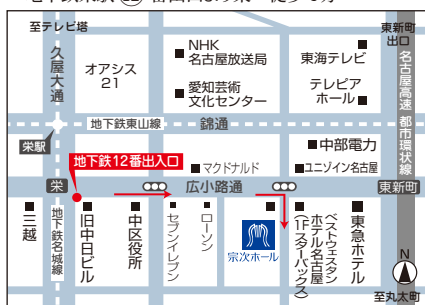 至テレビ塔
東新町
出口
久屋大通
オアシス
21
NHK
名古屋放送局
愛知芸術
文化センター
東海テレビ
テレピア
ホール
名古屋高速 都市環状線
地下鉄東山線
錦通
栄駅
中部電力
地下鉄12番出入口
マクドナルド
ユニゾイン名古屋
栄
広小路通
東新町
三越
地下鉄名城線
旧中日ビル
中区役所
セブンイレブン
ローソン
宗次ホール
ベストウェスタン
ホテル名古屋
(1Fスターバックス)
東急ホテル
N
至丸太町